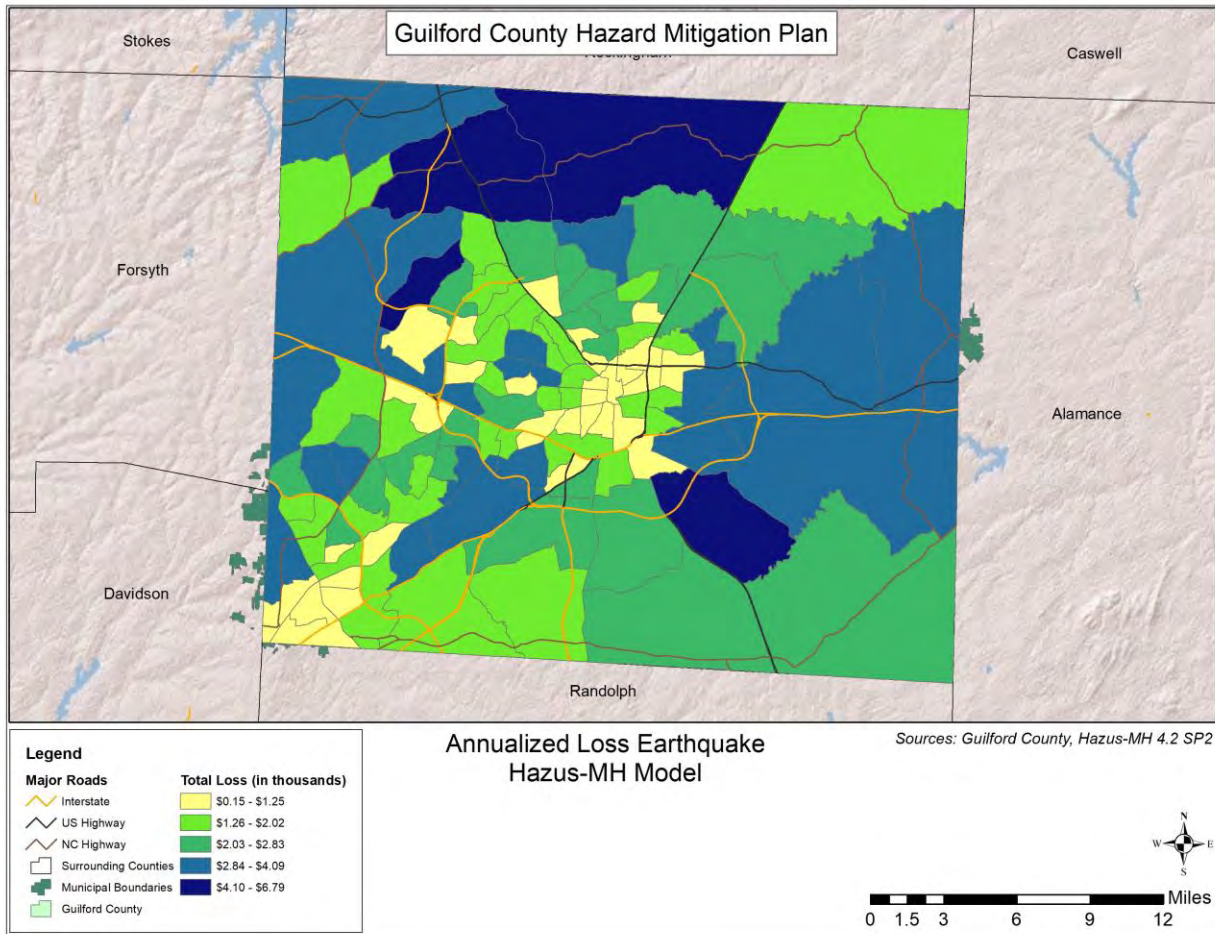 Guilford County Hazard Mitigation Plan
Stokes
Caswell
Forsyth
Alamance
Davidson
Randolph
Annualized Loss Earthquake
Hazus-MH Model
Sources: Guilford County, Hazus-MH 4.2 SP2
Legend
Major Roads
Interstate
US Highway
NC Highway
Surrounding Counties
Municipal Boundaries
Guilford County
Total Loss (in thousands)
$0.15 - $1.25
$1.26 - $2.02
$2.03 - $2.83
$2.84 - $4.09
$4.10 - $6.79
N
W E
S
Miles
0 1.5 3 6 9 12